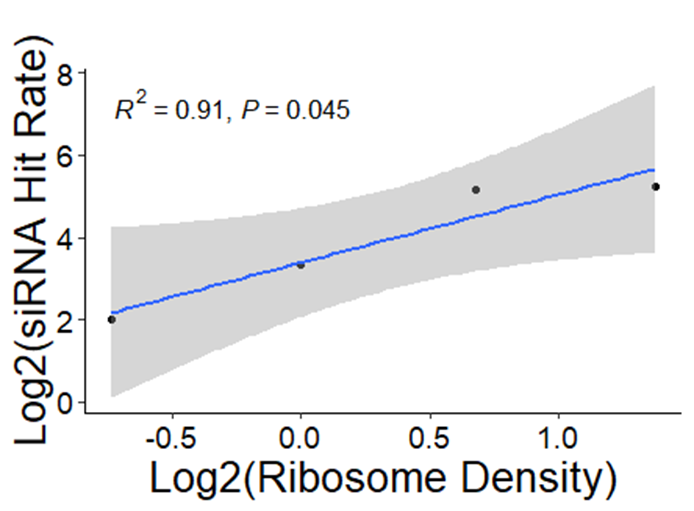 Log2(siRNA Hit Rate)
8
R² = 0.91, P = 0.045
6
4
2
0
-0.5 0.0 0.5 1.0
Log2(Ribosome Density)